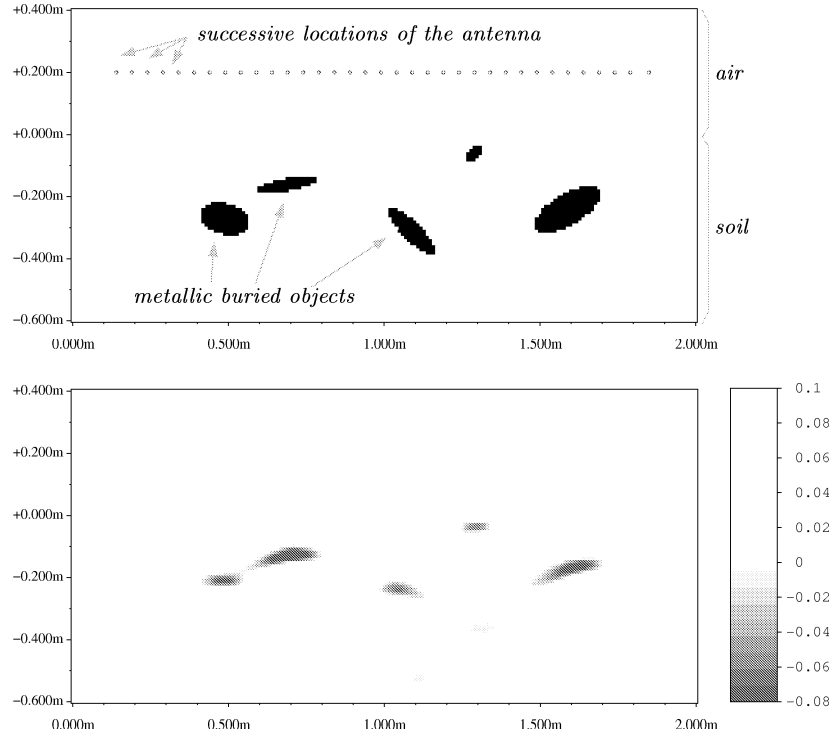 +0.400m
successive locations of the antenna
+0.200m
air
+0.000m
-0.200m
soil
-0.400m
metallic buried objects
-0.600m
0.000m 0.500m 1.000m 1.500m 2.000m
+0.400m
0.1
0.08
+0.200m
0.06
0.04
+0.000m
0.02
0
-0.200m
-0.02
-0.04
-0.400m
-0.06
-0.600m
-0.08
0.000m 0.500m 1.000m 1.500m 2.000m